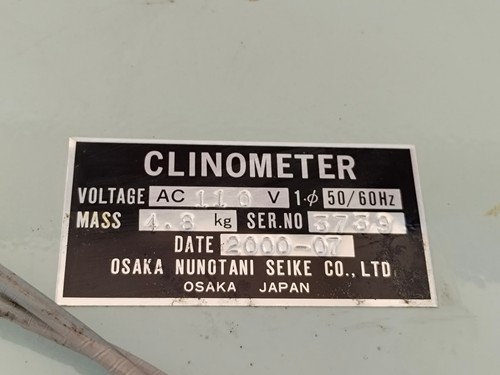 CLINOMETER
VOLTAGE AC 110 V 1·ϕ 50/60Hz
MASS 4.8 kg SER.NO 3739
DATE 2000-07
OSAKA NUNOTANI SEIKE CO., LTD.
OSAKA JAPAN